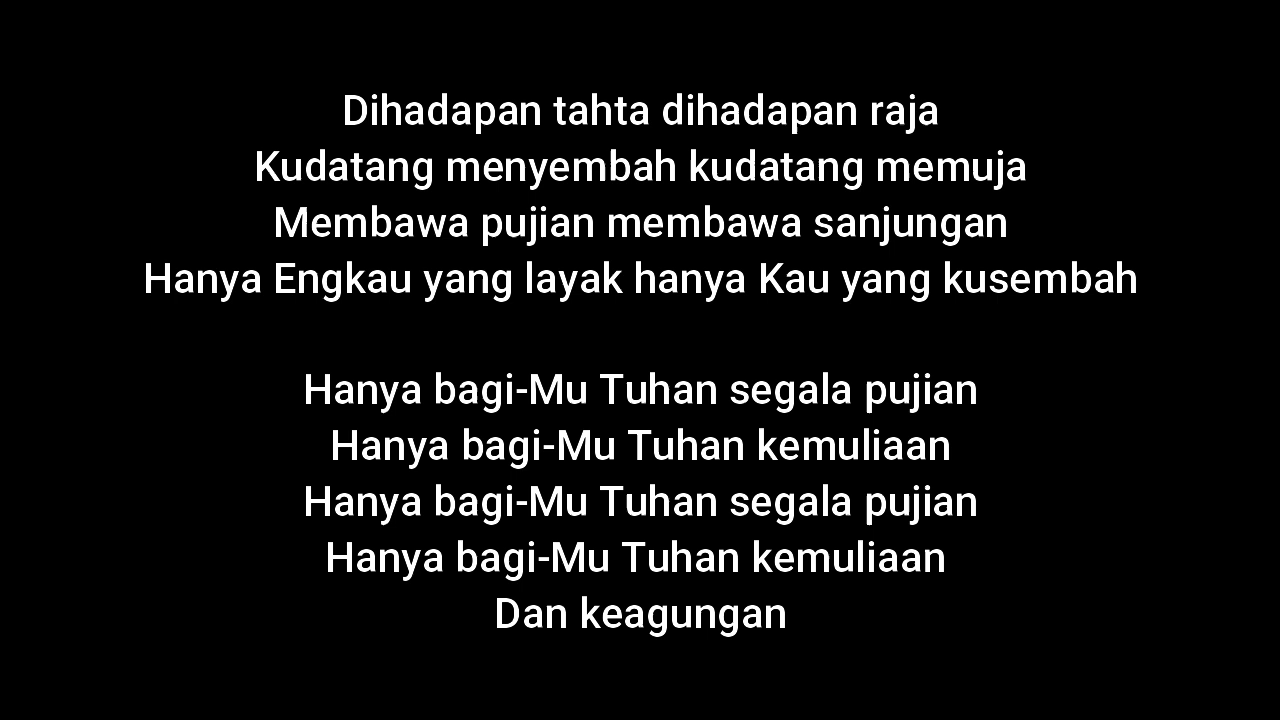 Dihadapan tahta dihadapan raja
Kudatang menyembah kudatang memuja
Membawa pujian membawa sanjungan
Hanya Engkau yang layak hanya Kau yang kusembah
Hanya bagi-Mu Tuhan segala pujian
Hanya bagi-Mu Tuhan kemuliaan
Hanya bagi-Mu Tuhan segala pujian
Hanya bagi-Mu Tuhan kemuliaan
Dan keagungan